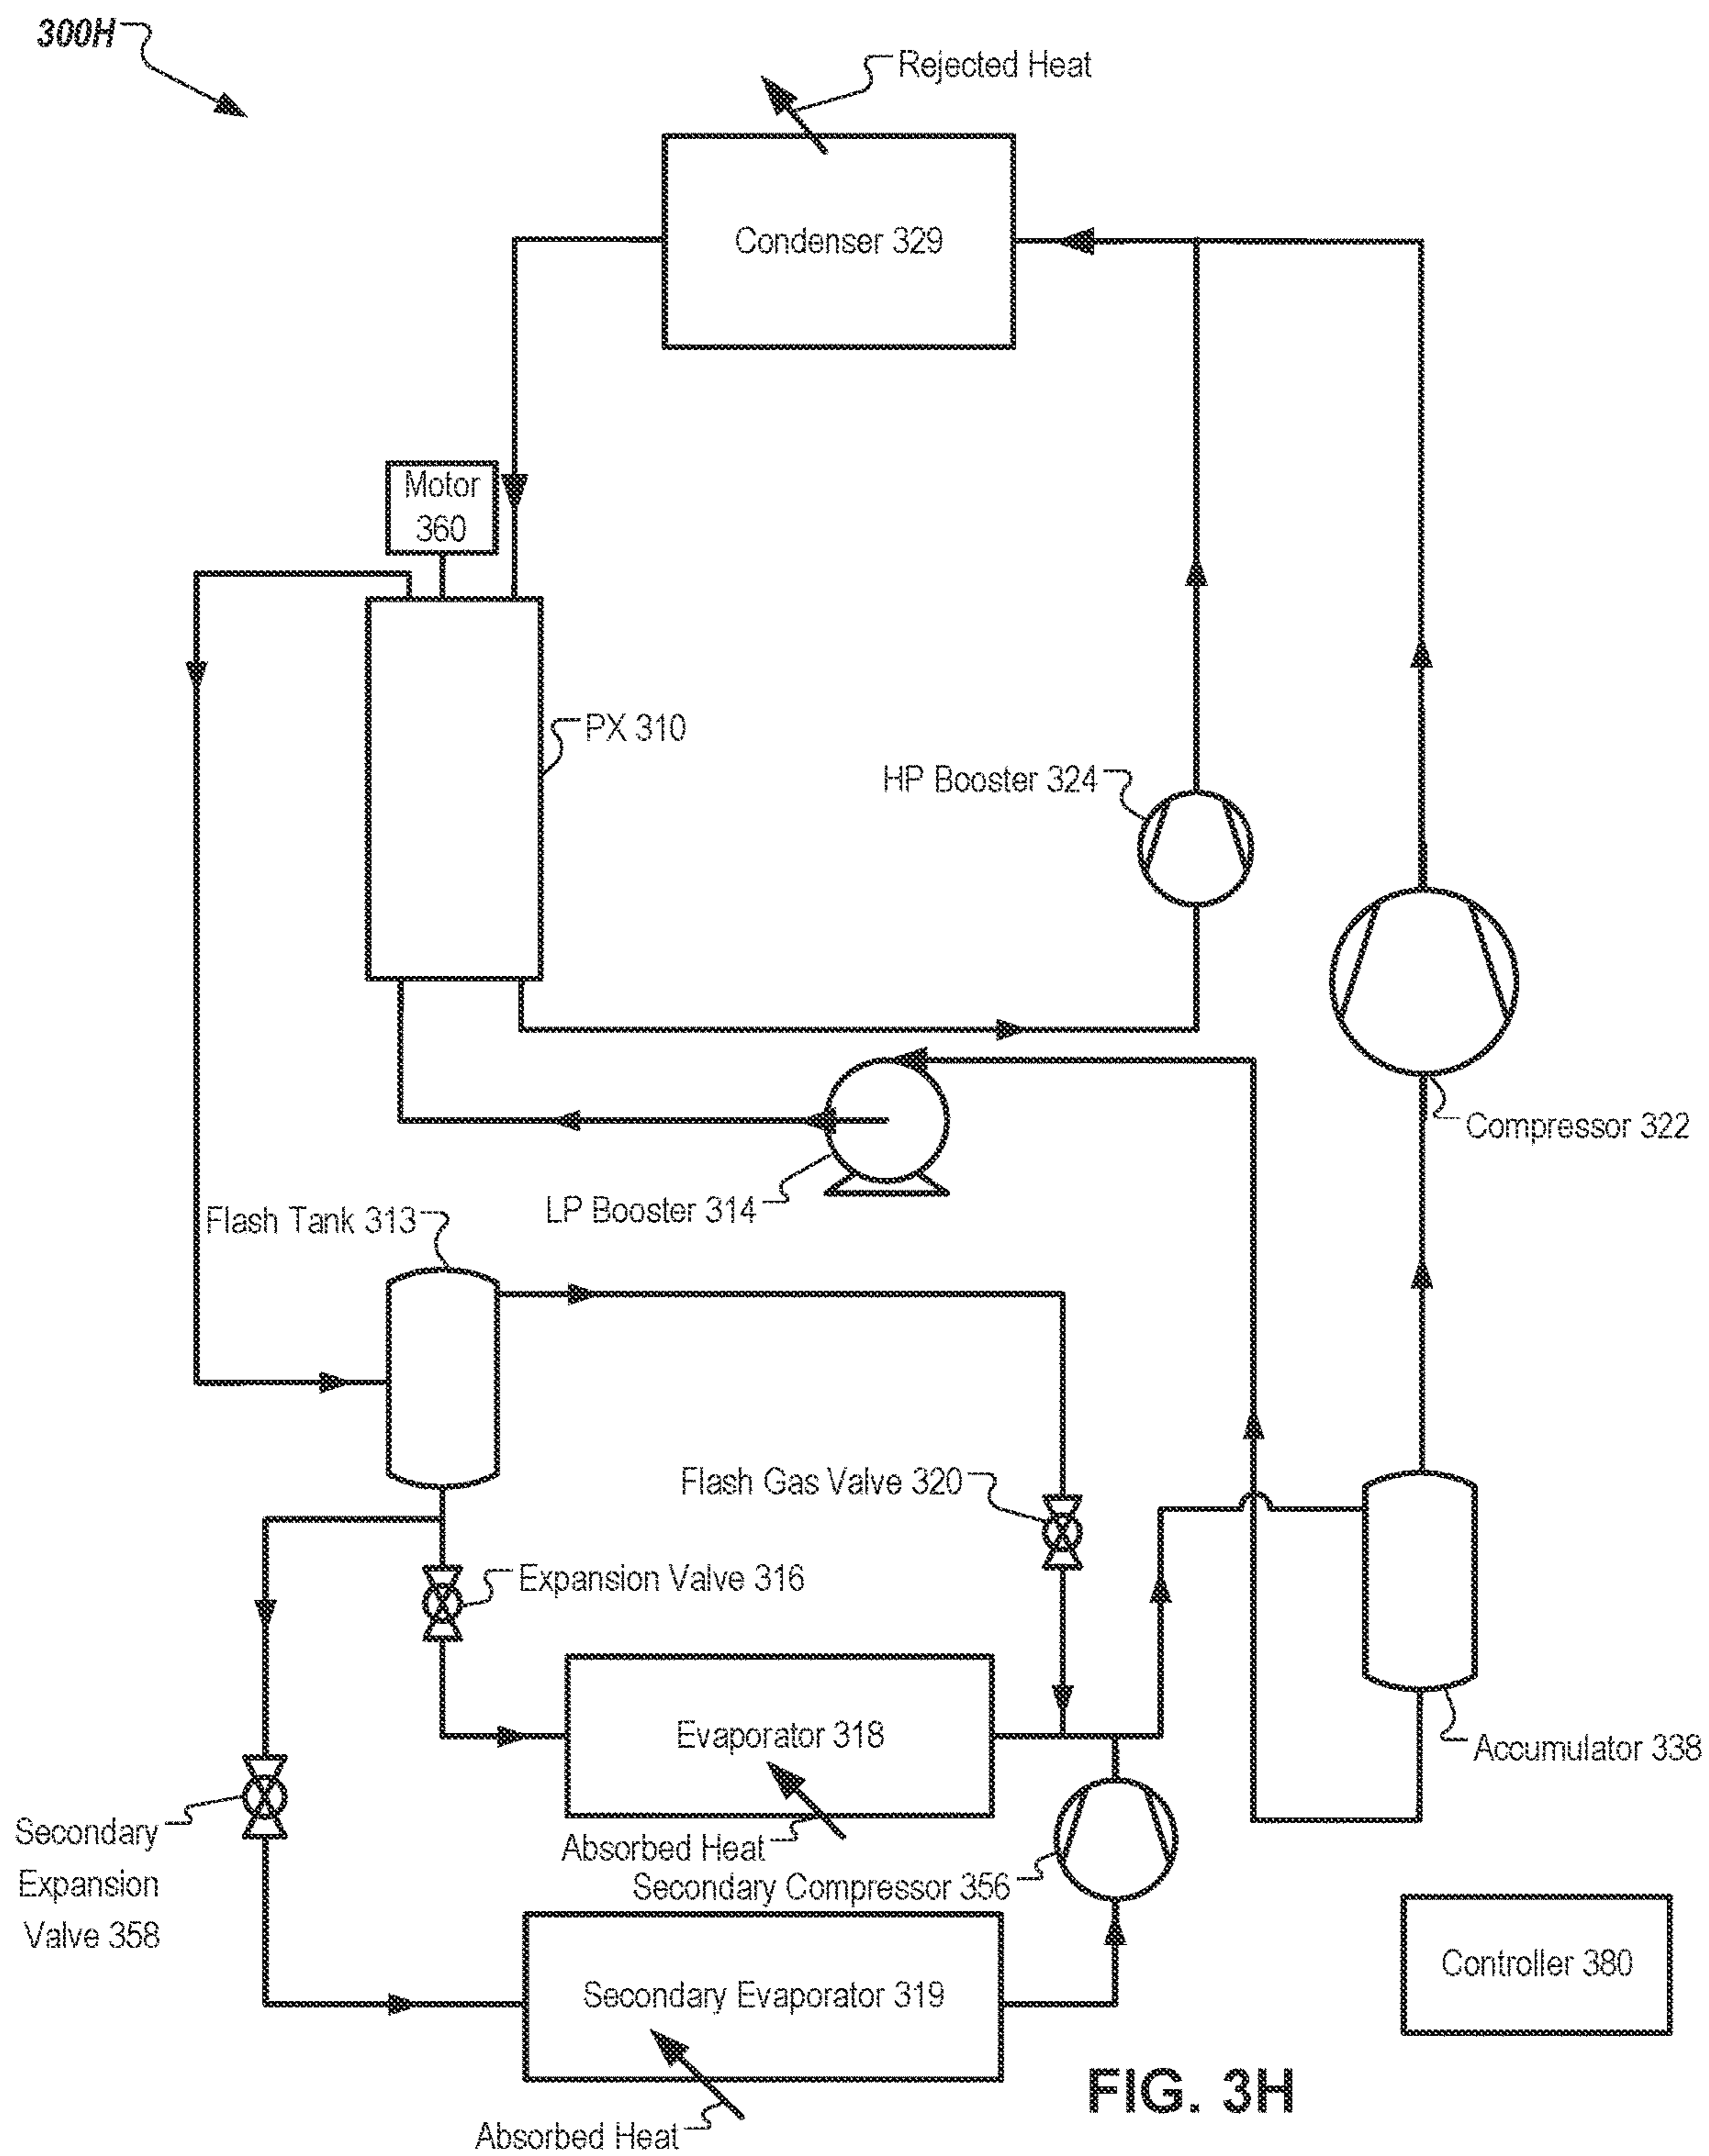 300H
Rejected Heat
Condenser 329
Motor
360
PX 310
HP Booster 324
Compressor 322
LP Booster 314
Flash Tank 313
Flash Gas Valve 320
Expansion Valve 316
Evaporator 318
Accumulator 338
Absorbed Heat
Secondary
Expansion
Valve 358
Secondary Compressor 356
Controller 380
Secondary Evaporator 319
FIG. 3H
Absorbed Heat